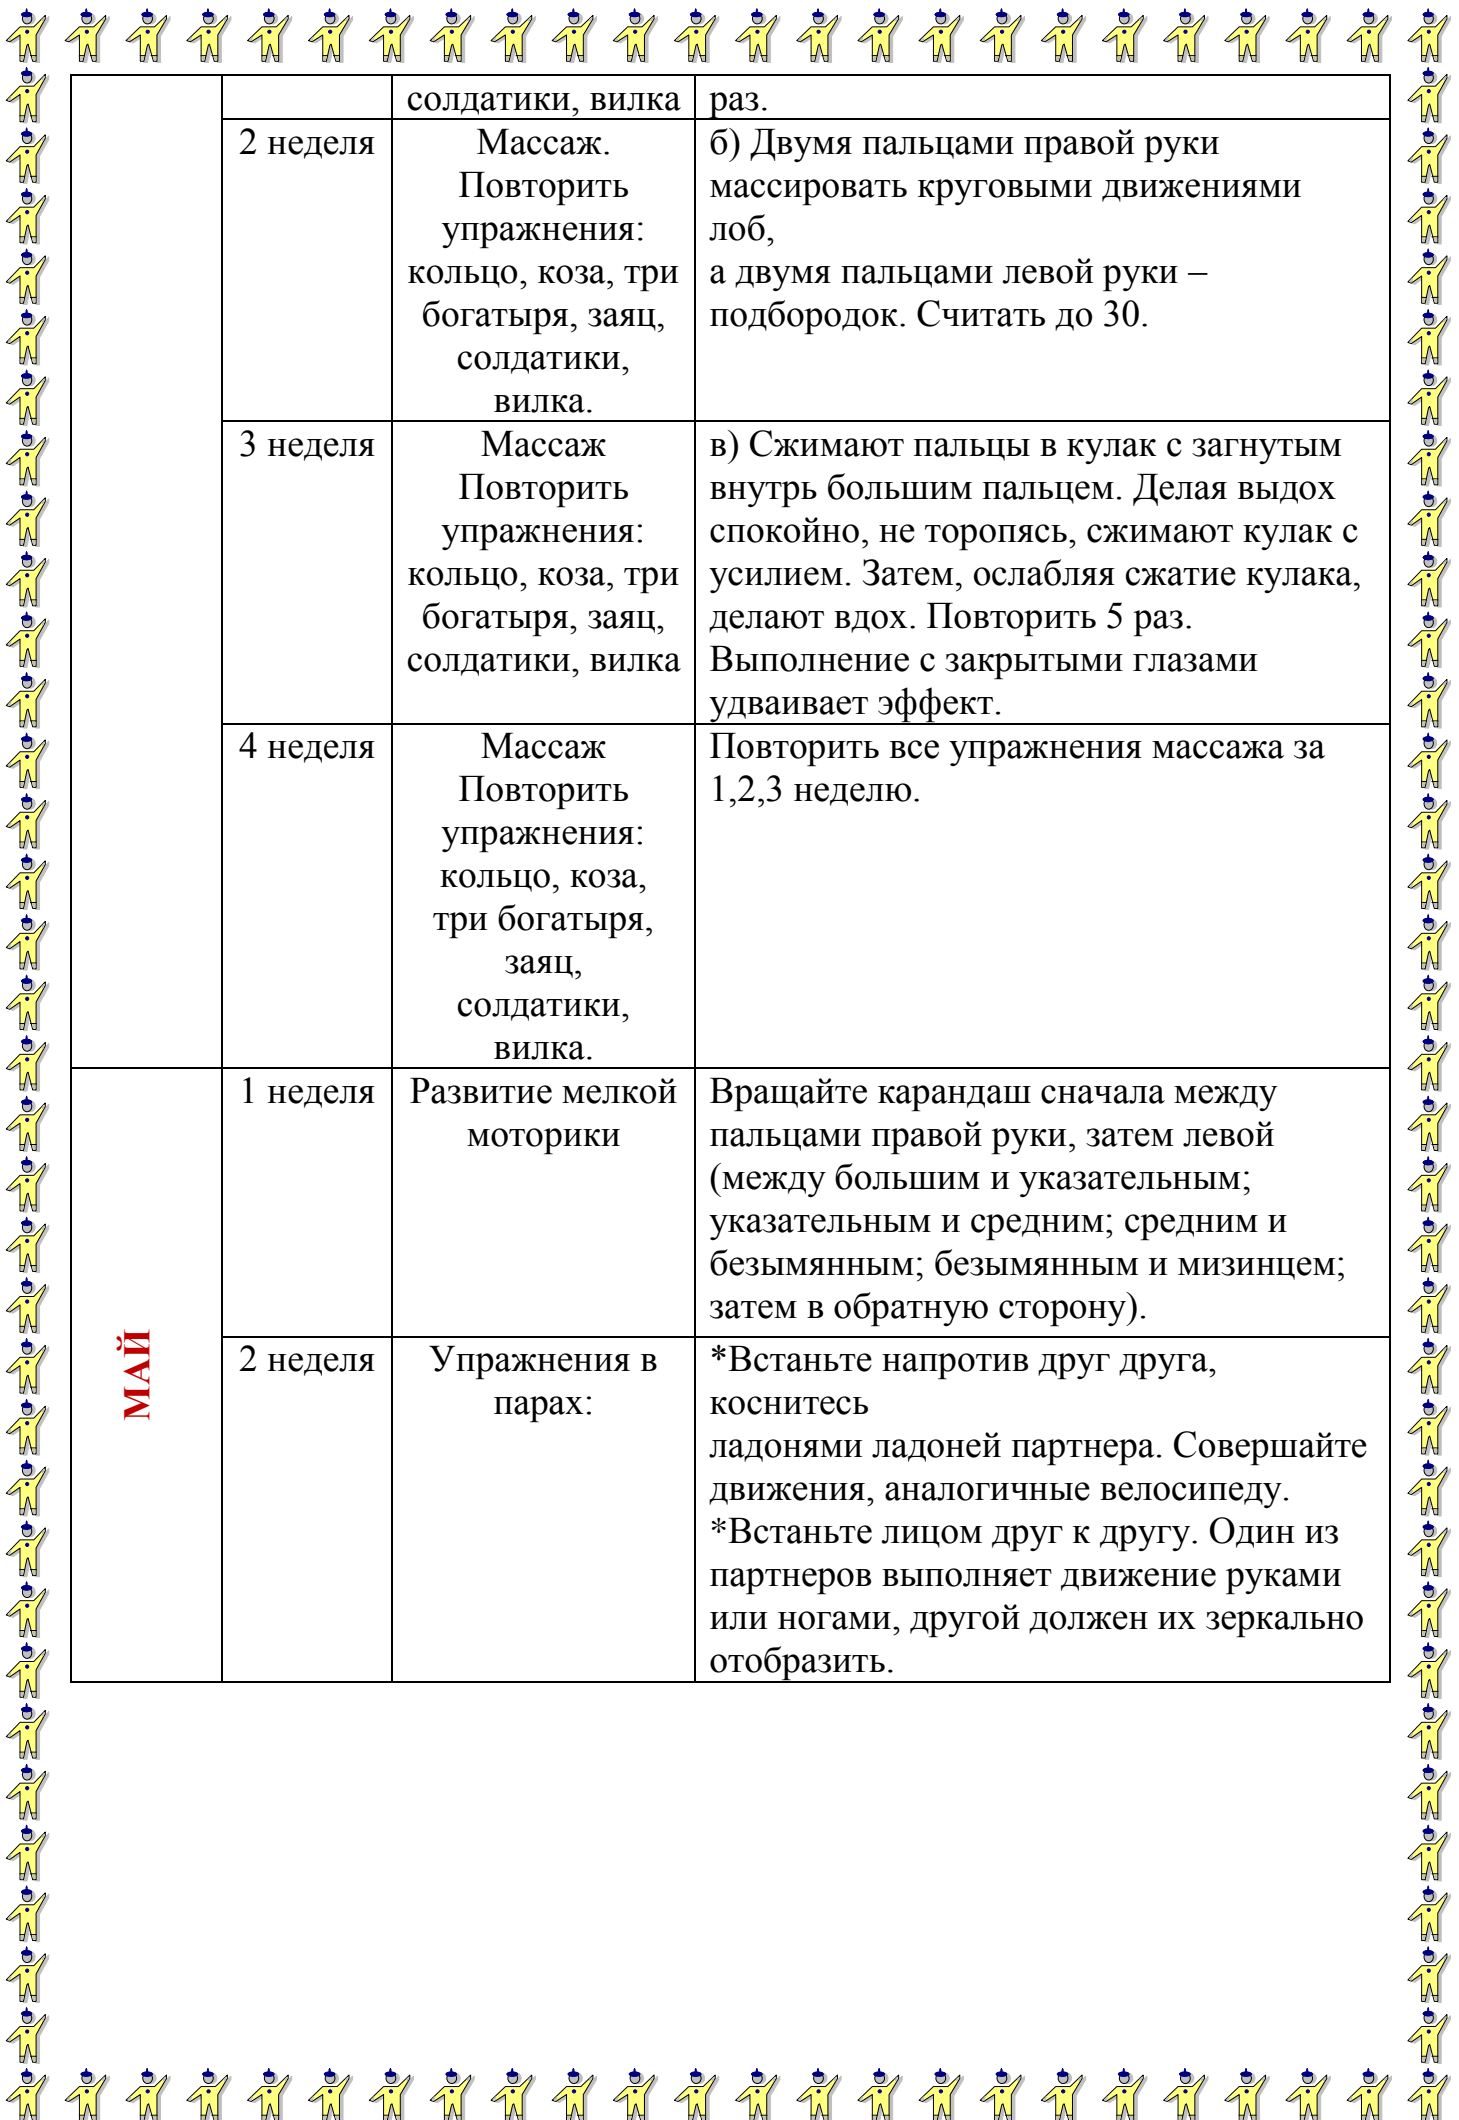 солдатики, вилка
раз.
2 неделя
Массаж.
Повторить
упражнения:
кольцо, коза, три
богатыря, заяц,
солдатики,
вилка.
б) Двумя пальцами правой руки
массировать круговыми движениями
лоб,
а двумя пальцами левой руки –
подбородок. Считать до 30.
3 неделя
Массаж
Повторить
упражнения:
кольцо, коза, три
богатыря, заяц,
солдатики, вилка
в) Сжимают пальцы в кулак с загнутым
внутрь большим пальцем. Делая выдох
спокойно, не торопясь, сжимают кулак с
усилием. Затем, ослабляя сжатие кулака,
делают вдох. Повторить 5 раз.
Выполнение с закрытыми глазами
удваивает эффект.
4 неделя
Массаж
Повторить
упражнения:
кольцо, коза,
три богатыря,
заяц,
солдатики,
вилка.
Повторить все упражнения массажа за
1,2,3 неделю.
МАЙ
1 неделя
Развитие мелкой
моторики
Вращайте карандаш сначала между
пальцами правой руки, затем левой
(между большим и указательным;
указательным и средним; средним и
безымянным; безымянным и мизинцем;
затем в обратную сторону).
2 неделя
Упражнения в
парах:
*Встаньте напротив друг друга,
коснитесь
ладонями ладоней партнера. Совершайте
движения, аналогичные велосипеду.
*Встаньте лицом друг к другу. Один из
партнеров выполняет движение руками
или ногами, другой должен их зеркально
отобразить.